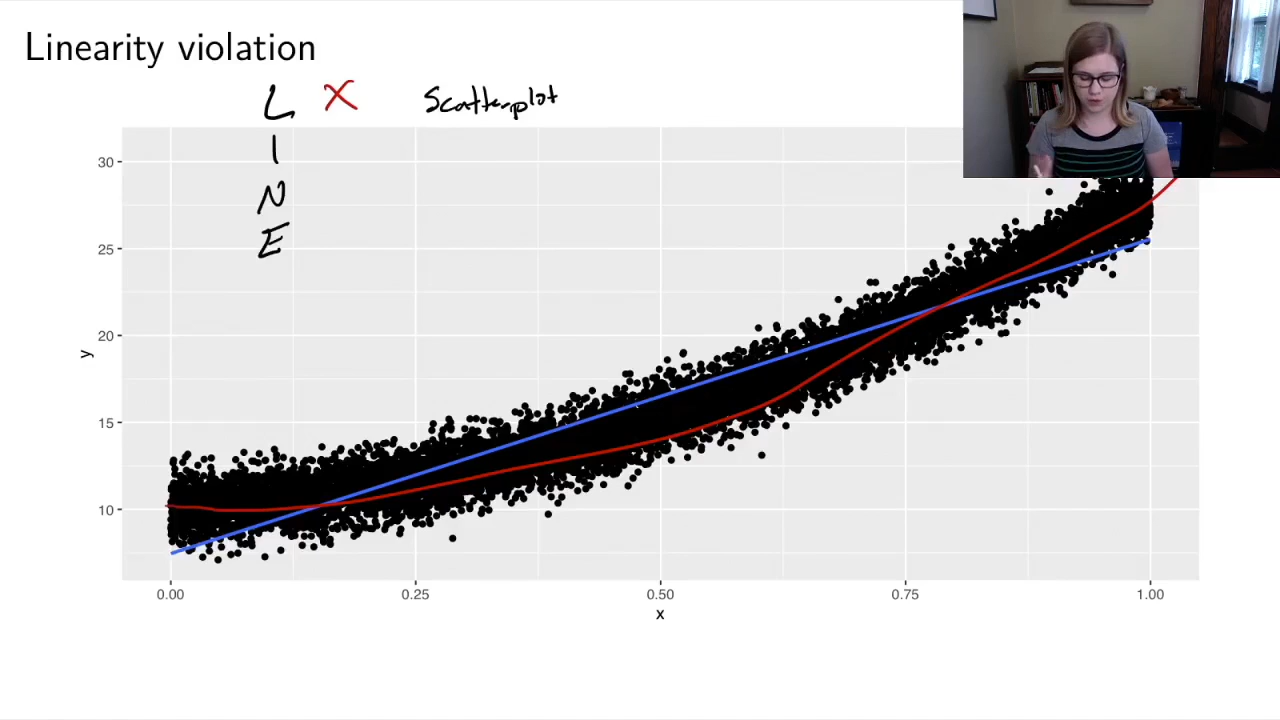 Linearity violation
L X Scatterplot
I
N
E
30
25
20
15
10
y
0.00 0.25 0.50 0.75 1.00
x